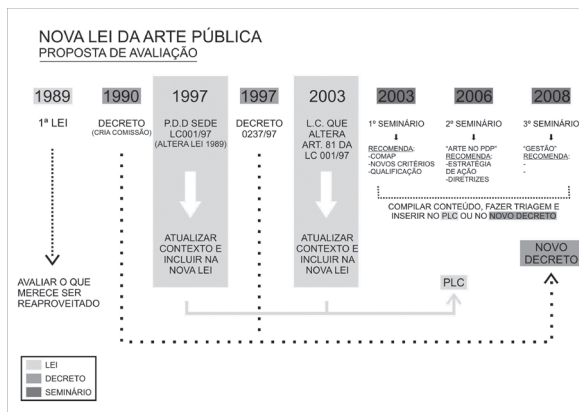 NOVA LEI DA ARTE PÚBLICA
PROPOSTA DE AVALIAÇÃO
1989
1ª LEI
AVALIAR O QUE
MERECE SER
REAPROVEITADO
1990
DECRETO
(CRIA COMISSÃO)
1997
P.D.D SEDE
LC001/97
(ALTERA LEI 1989)
ATUALIZAR
CONTEXTO E
INCLUIR NA
NOVA LEI
1997
DECRETO
0237/97
2003
L.C. QUE
ALTERA
ART. 81 DA
LC 001/97
ATUALIZAR
CONTEXTO E
INCLUIR NA
NOVA LEI
2003
1º SEMINÁRIO
RECOMENDA:
-COMAP
-NOVOS CRITÉRIOS
-QUALIFICAÇÃO
2006
2º SEMINÁRIO
"ARTE NO PDP"
RECOMENDA:
-ESTRATÉGIA
DE AÇÃO
-DIRETRIZES
2008
3º SEMINÁRIO
"GESTÃO"
RECOMENDA:
-
-
COMPILAR CONTEÚDO, FAZER TRIAGEM E
INSERIR NO PLC OU NO NOVO DECRETO
PLC
NOVO
DECRETO
LEI
DECRETO
SEMINÁRIO